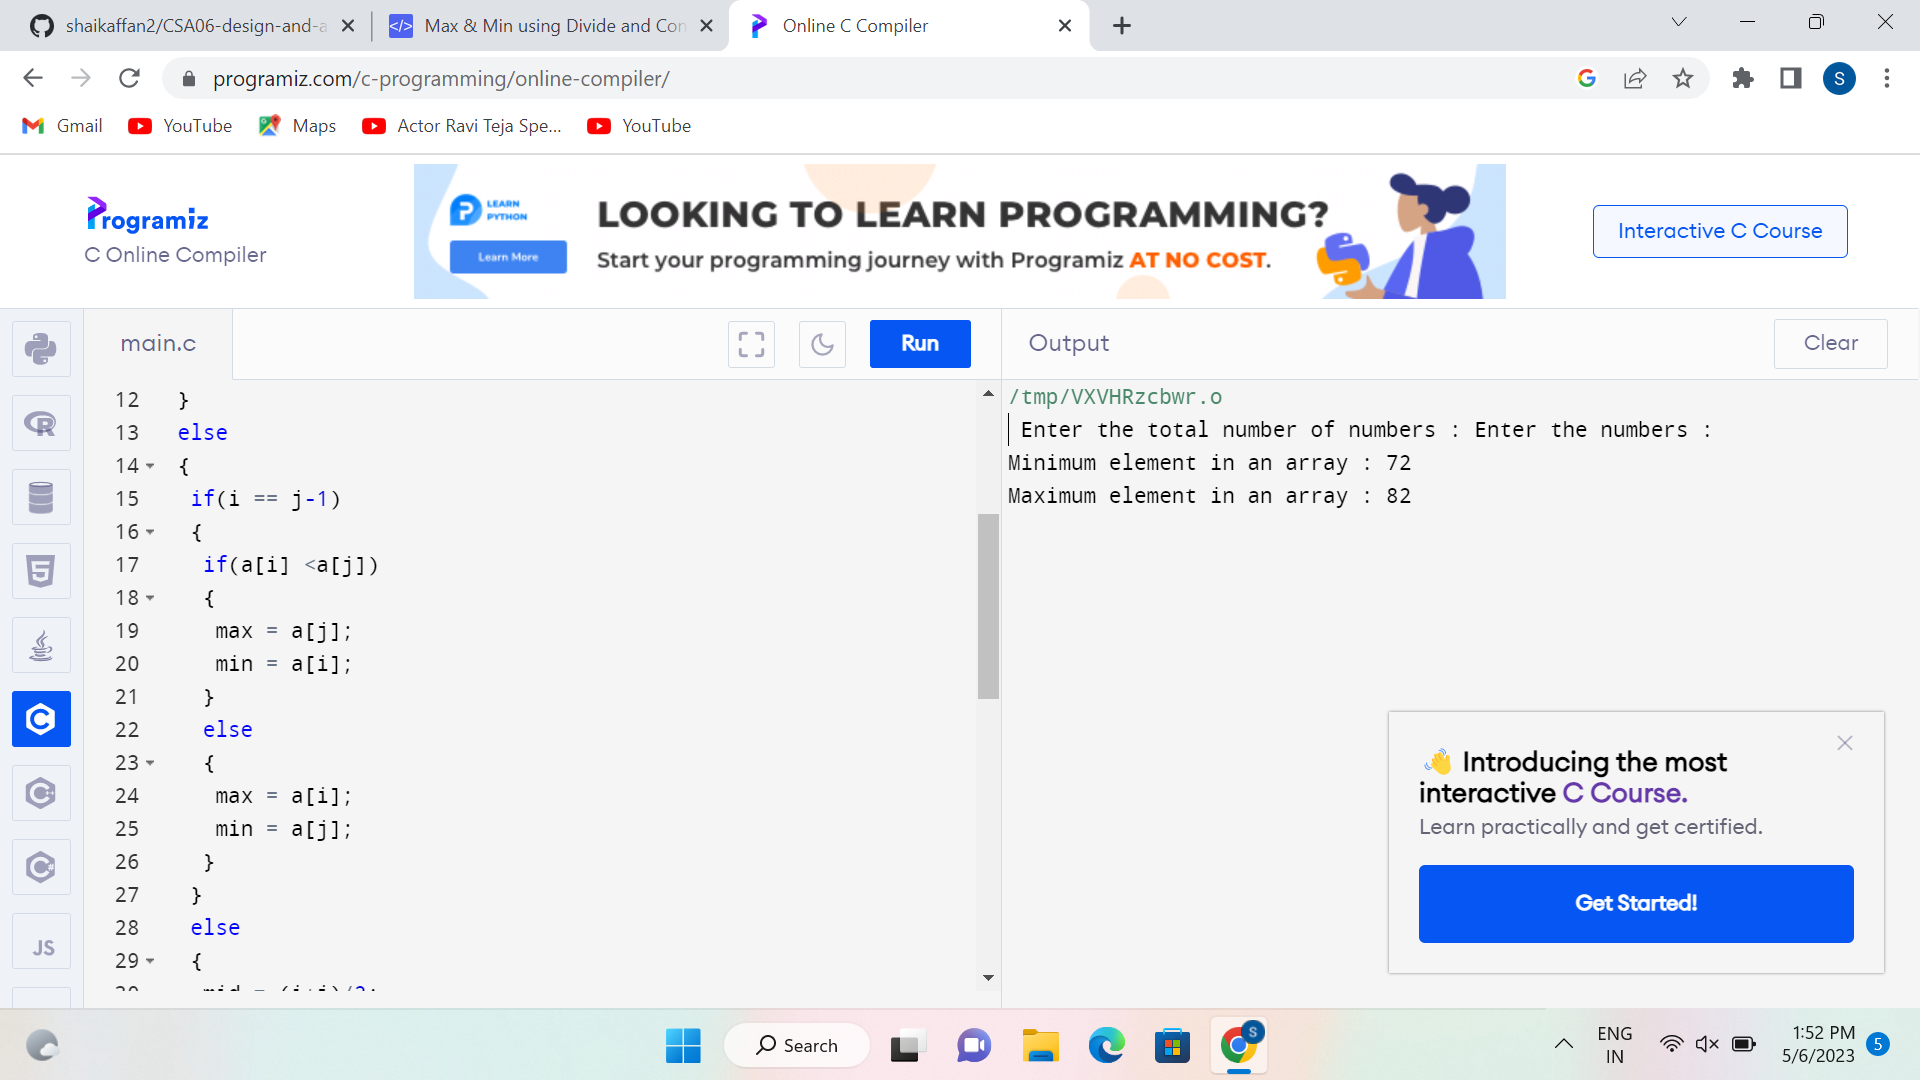 shaikaffan2/CSA06-design-and-a
Max & Min using Divide and Con
Online C Compiler
programiz.com/c-programming/online-compiler/
S
Gmail
YouTube
Maps
Actor Ravi Teja Spe...
YouTube
Programiz
C Online Compiler
LEARN
PYTHON
Learn More
LOOKING TO LEARN PROGRAMMING?
Start your programming journey with Programiz AT NO COST.
Interactive C Course
main.c
Run
Output
Clear
12 }
13 else
14 {
15 if(i == j-1)
16 {
17 if(a[i] <a[j])
18 {
19 max = a[j];
20 min = a[i];
21 }
22 else
23 {
24 max = a[i];
25 min = a[j];
26 }
27 }
28 else
29 {
30 mid = (i+j)/2;
/tmp/VXVHRzcbwr.o
Enter the total number of numbers : Enter the numbers :
Minimum element in an array : 72
Maximum element in an array : 82
JS
👋 Introducing the most
interactive C Course.
Learn practically and get certified.
Get Started!
Search
S
ENG
IN
1:52 PM
5/6/2023
5